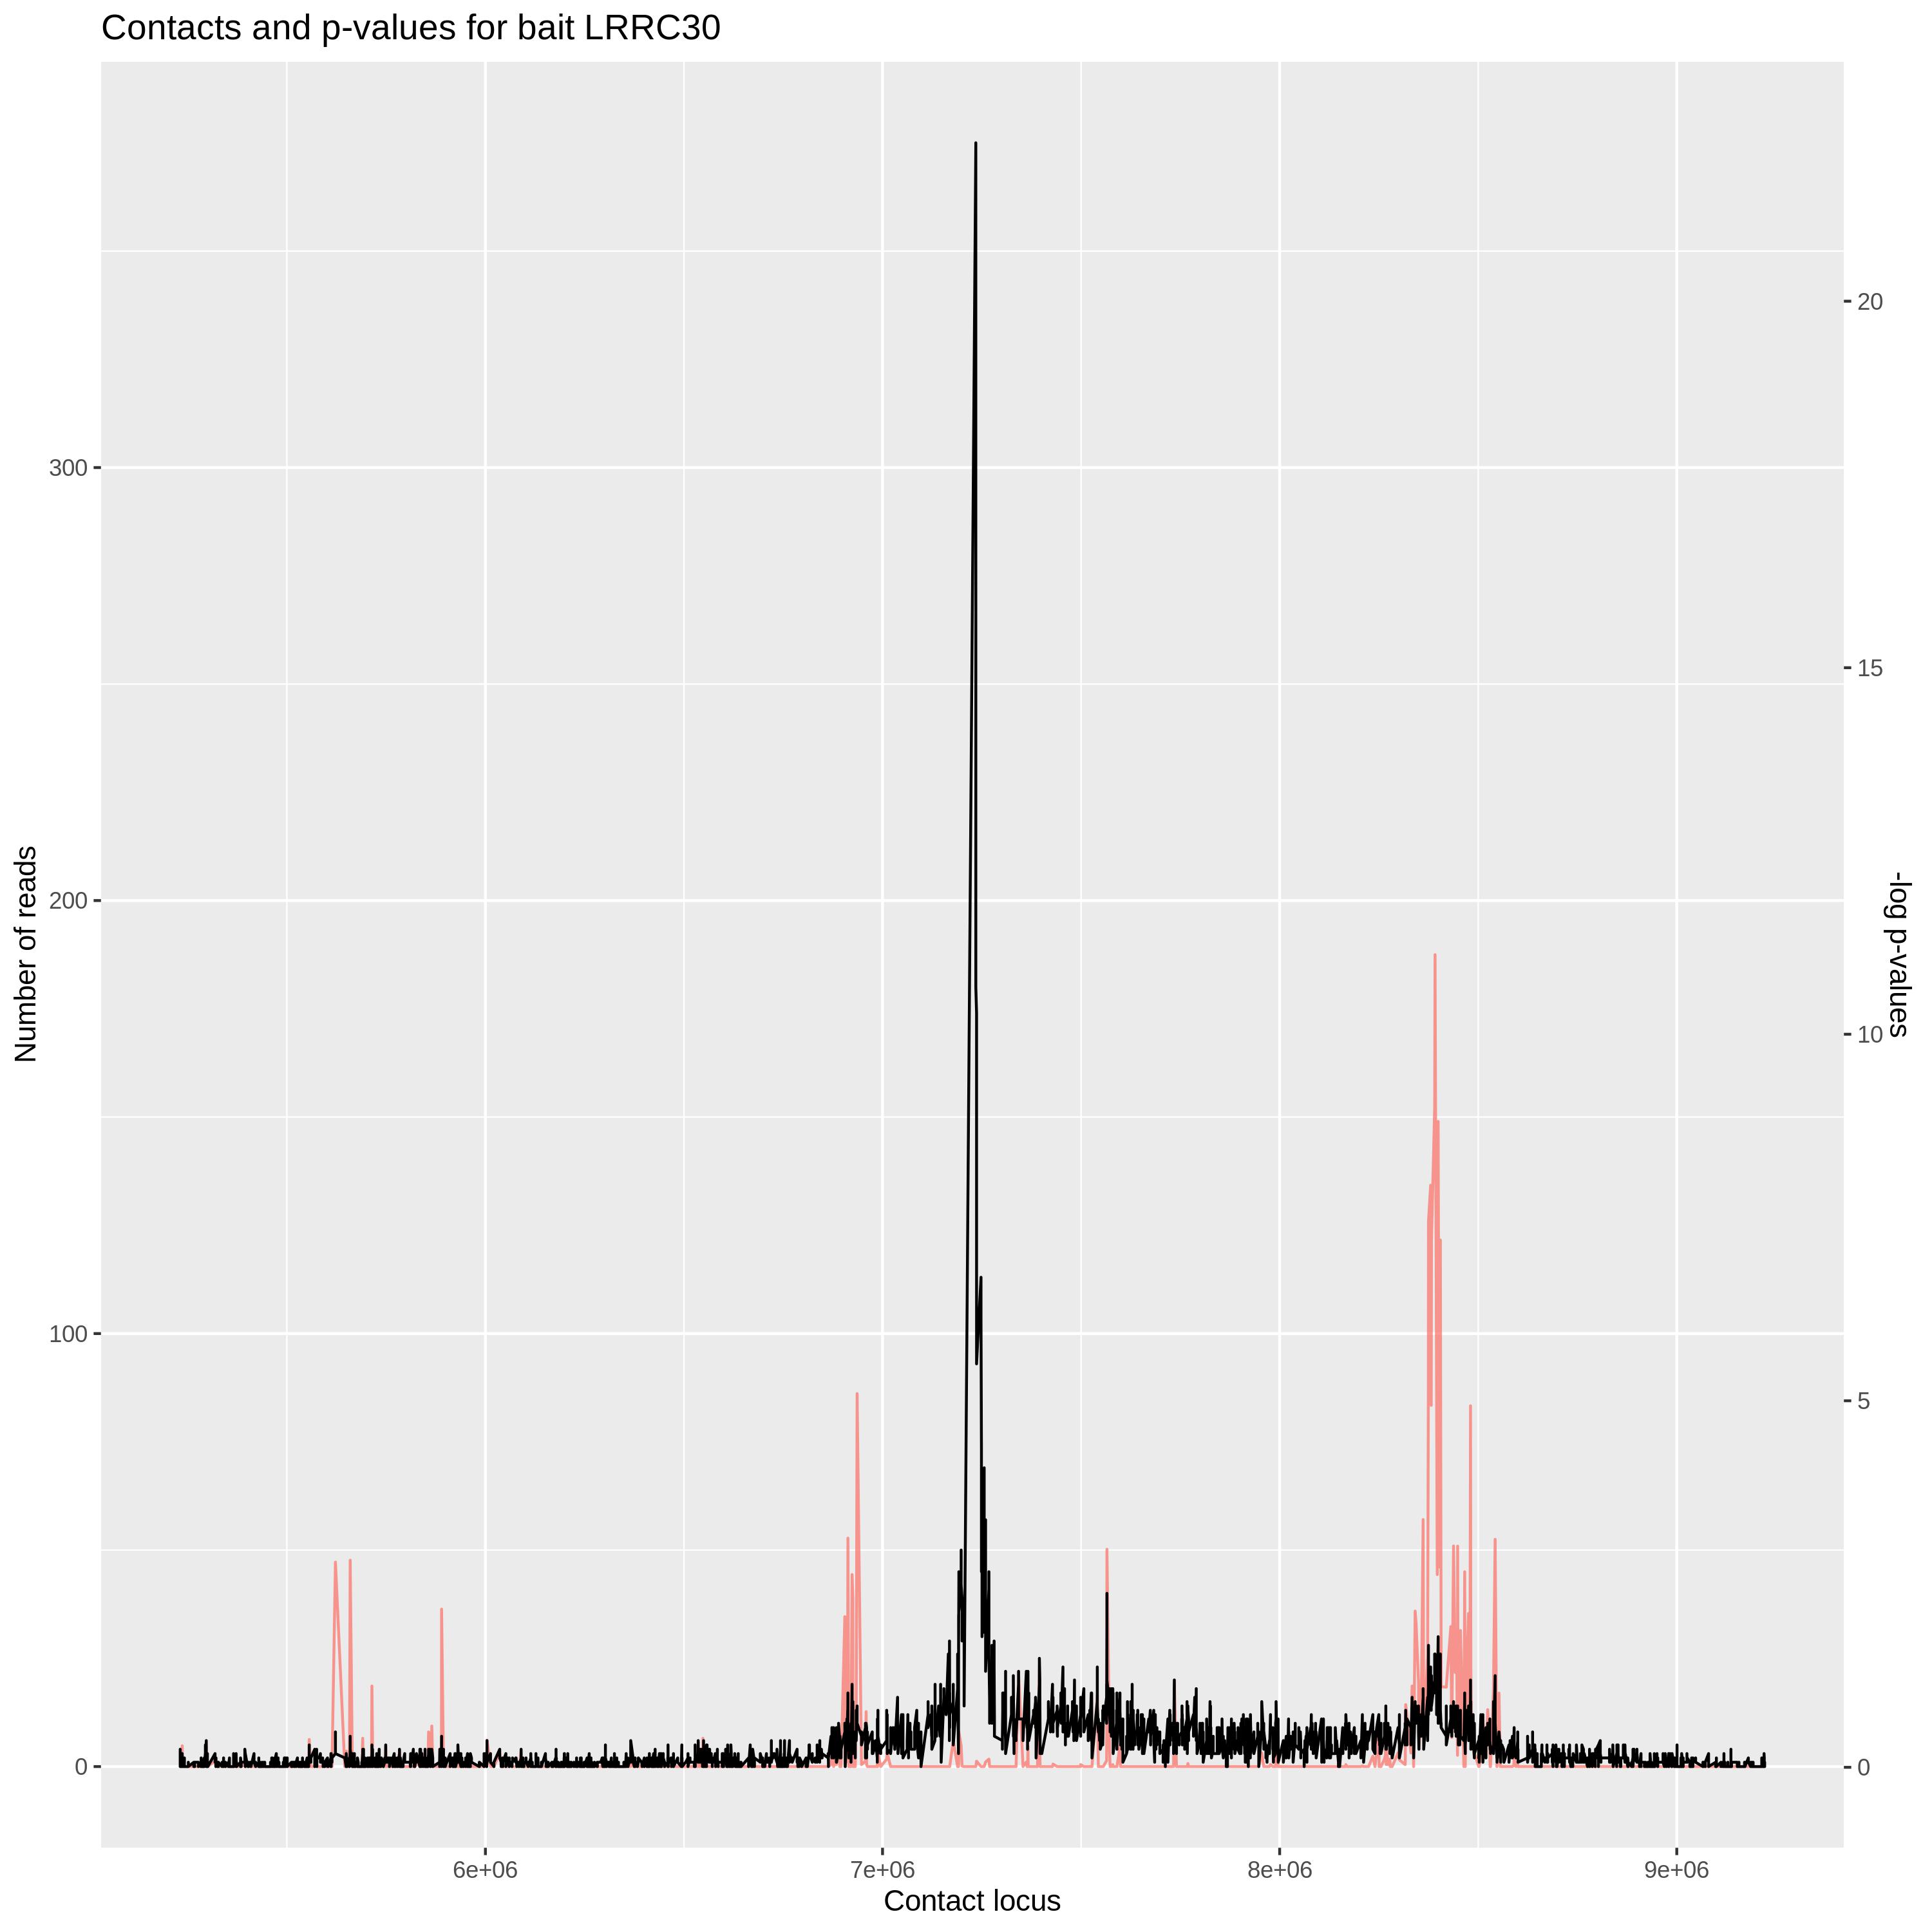 Contacts and p-values for bait LRRC30
300
200
100
0
Number of reads
20
15
10
5
0
-log p-values
6e+06
7e+06
8e+06
9e+06
Contact locus